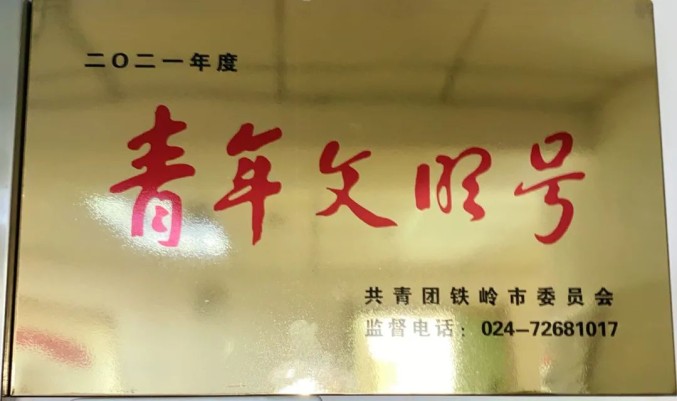 二〇二一年度
青年文明号
共青团铁岭市委员会
监督电话：024-72681017